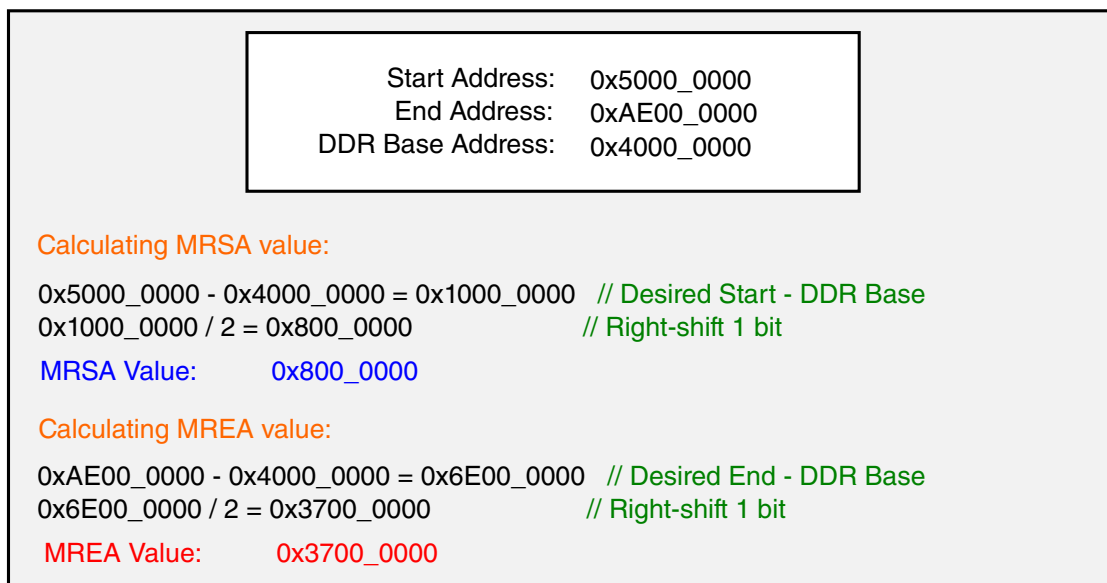 Start Address: 0x5000_0000
End Address: 0xAE00_0000
DDR Base Address: 0x4000_0000
Calculating MRSA value:
0x5000_0000 - 0x4000_0000 = 0x1000_0000 // Desired Start - DDR Base
0x1000_0000 / 2 = 0x800_0000 // Right-shift 1 bit
MRSA Value: 0x800_0000
Calculating MREA value:
0xAE00_0000 - 0x4000_0000 = 0x6E00_0000 // Desired End - DDR Base
0x6E00_0000 / 2 = 0x3700_0000 // Right-shift 1 bit
MREA Value: 0x3700_0000